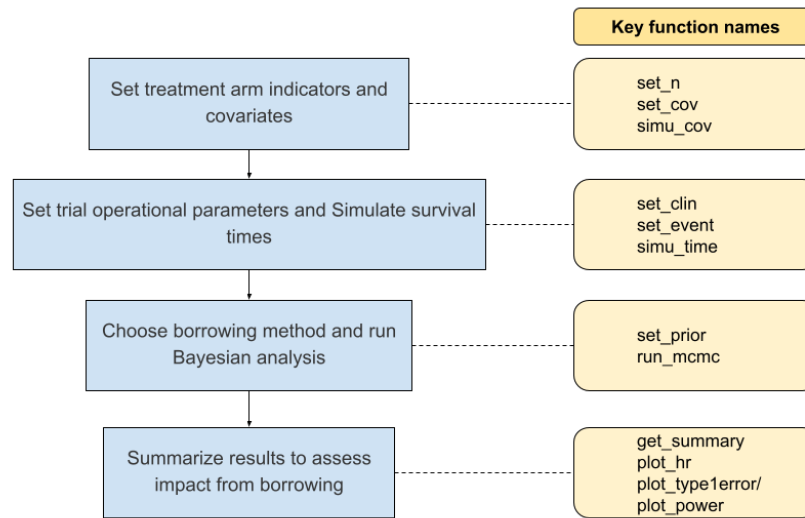 Key function names
Set treatment arm indicators and
covariates
set_n
set_cov
simu_cov
Set trial operational parameters and Simulate survival
times
set_clin
set_event
simu_time
Choose borrowing method and run
Bayesian analysis
set_prior
run_mcmc
Summarize results to assess
impact from borrowing
get_summary
plot_hr
plot_type1error/
plot_power